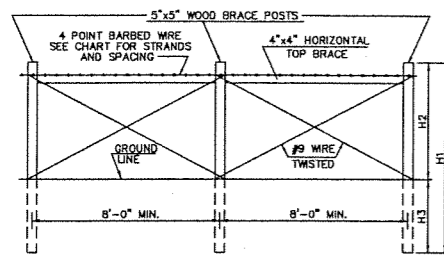 5"x5" WOOD BRACE POSTS
4 POINT BARBED WIRE
SEE CHART FOR STRANDS
AND SPACING
4"x4" HORIZONTAL
TOP BRACE
GROUND
LINE
#9 WIRE
TWISTED
8'-0" MIN.
8'-0" MIN.
H2
H1
H3